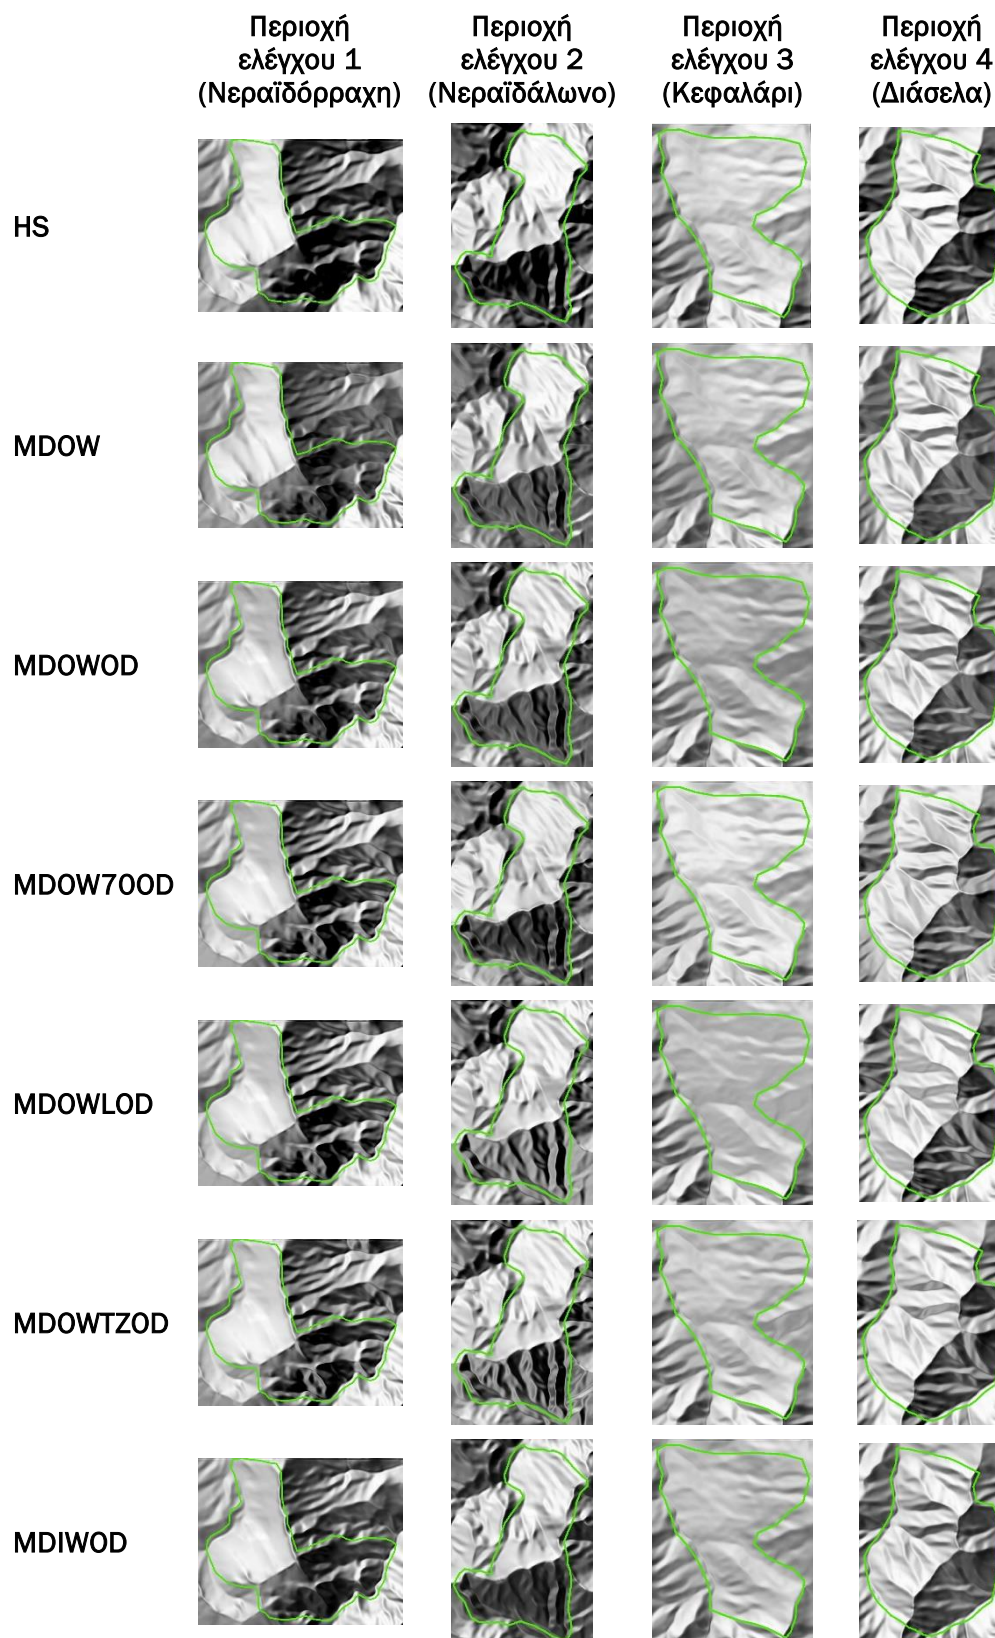 Περιοχή ελέγχου 1 (Νεραϊδόρραχη)
Περιοχή ελέγχου 2 (Νεραϊδάλωνο)
Περιοχή ελέγχου 3 (Κεφαλάρι)
Περιοχή ελέγχου 4 (Διάσελα)
HS
MDOW
MDOWOD
MDOW70OD
MDOWLOD
MDOWTZOD
MDIWOD